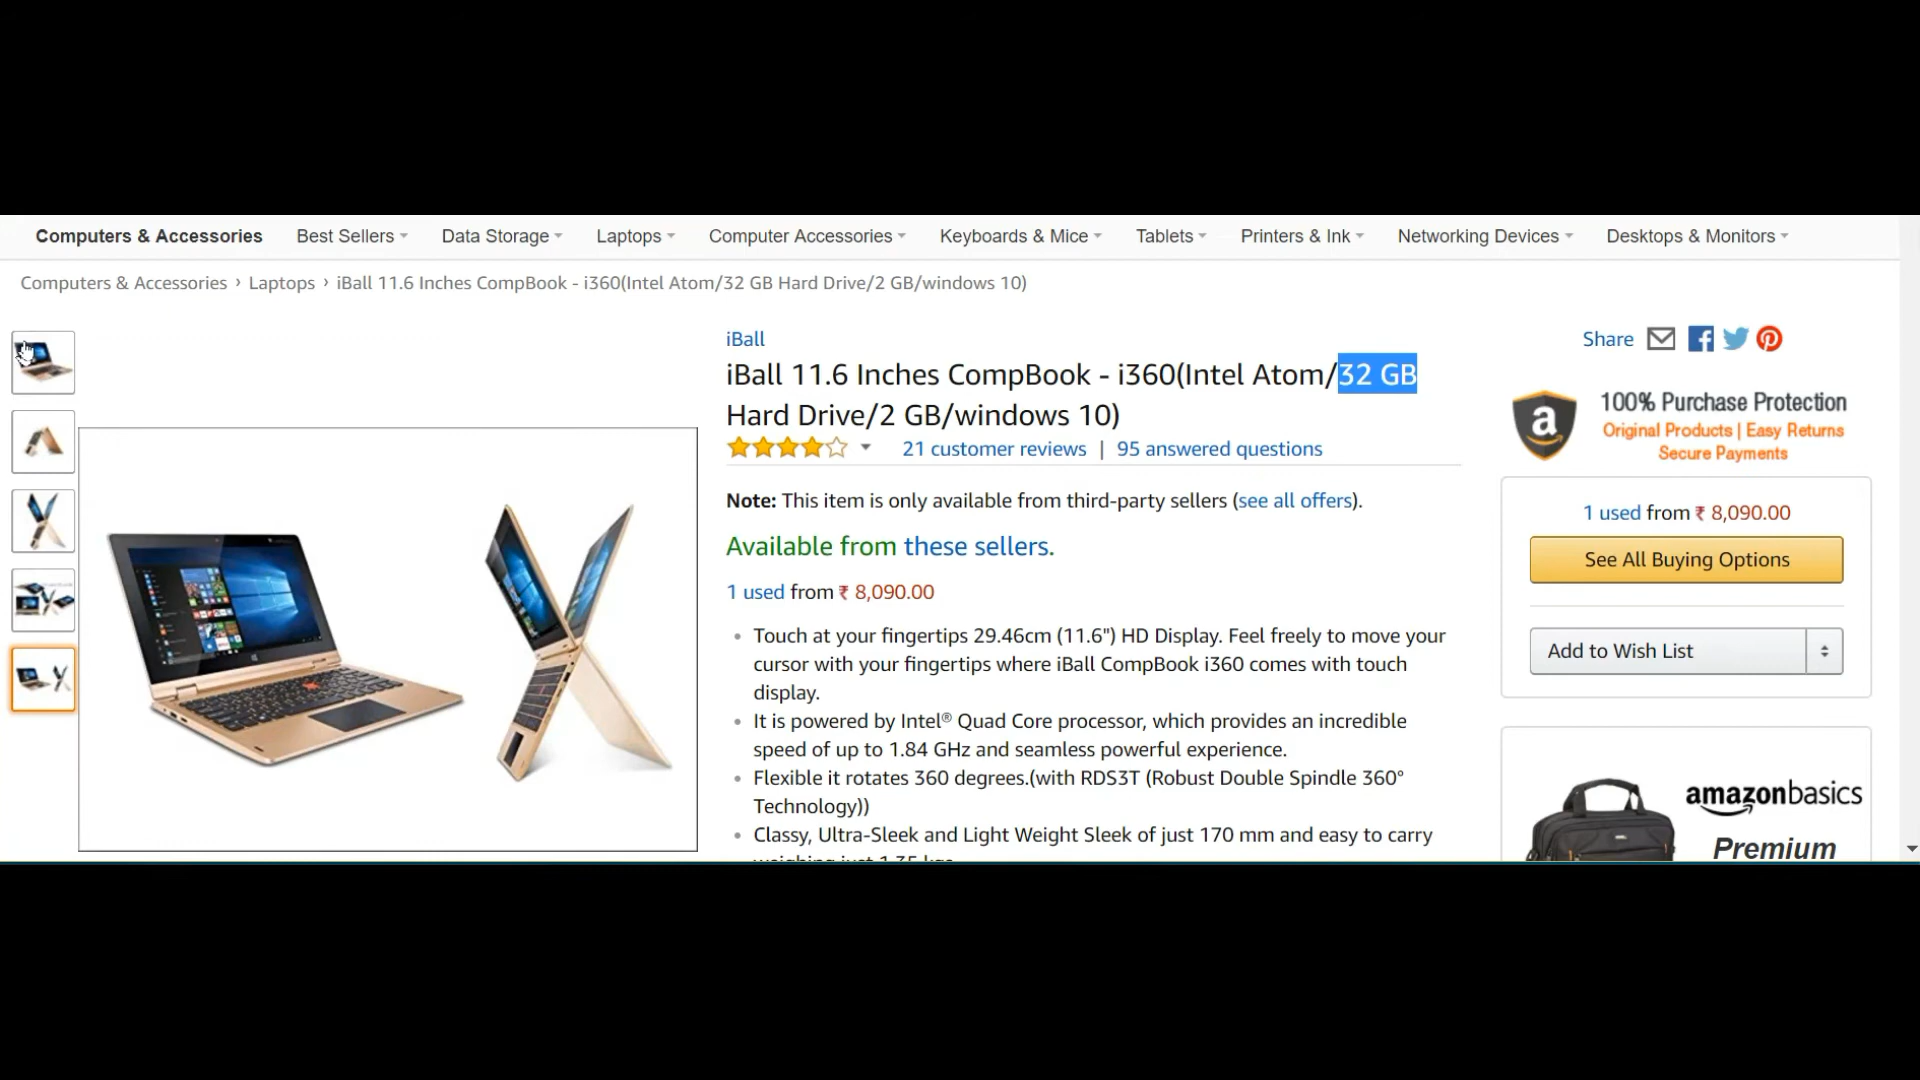 Computers & Accessories Best Sellers Data Storage Laptops Computer Accessories Keyboards & Mice Tablets Printers & Ink Networking Devices Desktops & Monitors
Computers & Accessories › Laptops › iBall 11.6 Inches CompBook - i360(Intel Atom/32 GB Hard Drive/2 GB/windows 10)
iBall
iBall 11.6 Inches CompBook - i360(Intel Atom/32 GB
Hard Drive/2 GB/windows 10)
21 customer reviews | 95 answered questions
Note: This item is only available from third-party sellers (see all offers).
Available from these sellers.
1 used from ₹ 8,090.00
• Touch at your fingertips 29.46cm (11.6") HD Display. Feel freely to move your
cursor with your fingertips where iBall CompBook i360 comes with touch
display.
• It is powered by Intel® Quad Core processor, which provides an incredible
speed of up to 1.84 GHz and seamless powerful experience.
• Flexible it rotates 360 degrees.(with RDS3T (Robust Double Spindle 360°
Technology))
• Classy, Ultra-Sleek and Light Weight Sleek of just 170 mm and easy to carry
weighing just 1.35 kgs
Share
a
100% Purchase Protection
Original Products | Easy Returns
Secure Payments
1 used from ₹ 8,090.00
See All Buying Options
Add to Wish List
amazonbasics
Premium